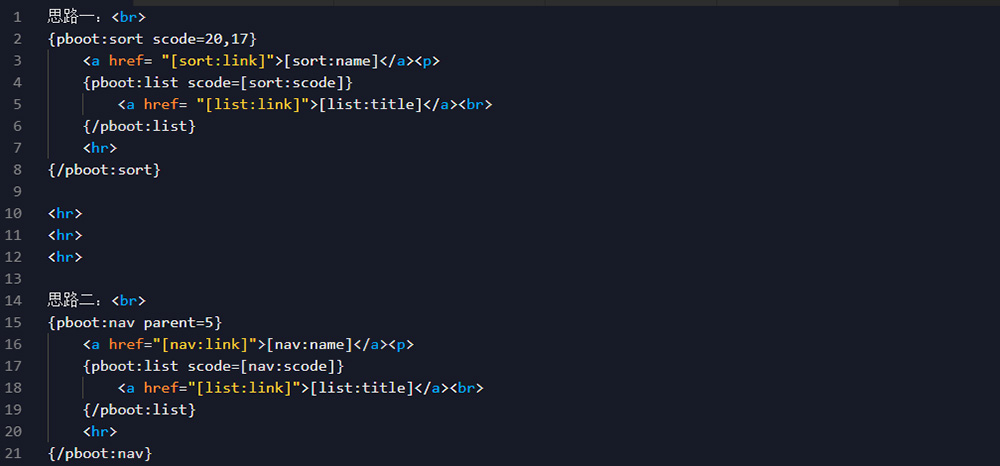 1 思路一：<br>
2 {pboot:sort scode=20,17}
3 <a href= "[sort:link]">[sort:name]</a><p>
4 {pboot:list scode=[sort:scode]}
5 <a href= "[list:link]">[list:title]</a><br>
6 {/pboot:list}
7 <hr>
8 {/pboot:sort}
9
10 <hr>
11 <hr>
12 <hr>
13
14 思路二：<br>
15 {pboot:nav parent=5}
16 <a href="[nav:link]">[nav:name]</a><p>
17 {pboot:list scode=[nav:scode]}
18 <a href="[list:link]">[list:title]</a><br>
19 {/pboot:list}
20 <hr>
21 {/pboot:nav}